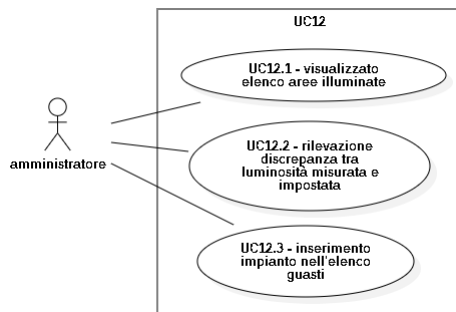 UC12
UC12.1 - visualizzato
elenco aree illuminate
amministratore
UC12.2 - rilevazione
discrepanza tra
luminosità misurata e
impostata
UC12.3 - inserimento
impianto nell'elenco
guasti